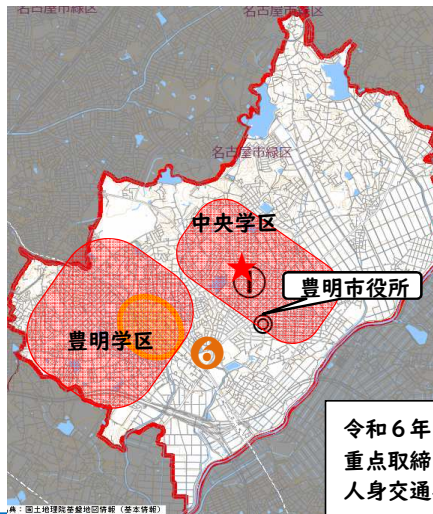 名古屋市緑区
名古屋市緑区
名古屋市緑区
中央学区
①
豊明市役所
豊明学区
6
令和６年
重点取締
人身交通
典：国土地理院基盤地図情報（基本情報）